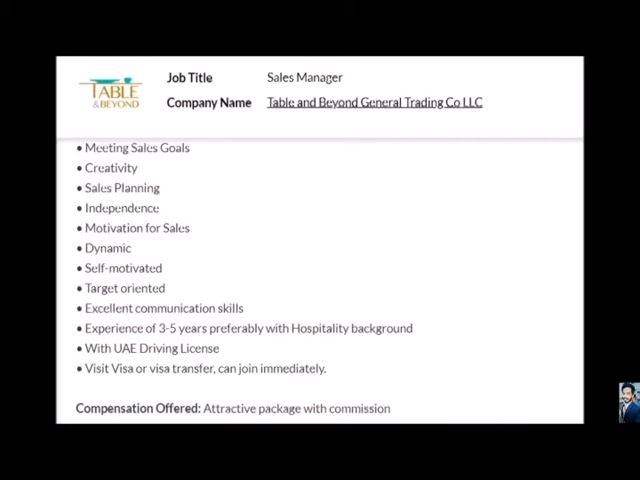 TABLE
& BEYOND
Job Title Sales Manager
Company Name Table and Beyond General Trading Co LLC
• Meeting Sales Goals
• Creativity
• Sales Planning
• Independence
• Motivation for Sales
• Dynamic
• Self-motivated
• Target oriented
• Excellent communication skills
• Experience of 3-5 years preferably with Hospitality background
• With UAE Driving License
• Visit Visa or visa transfer, can join immediately.
Compensation Offered: Attractive package with commission